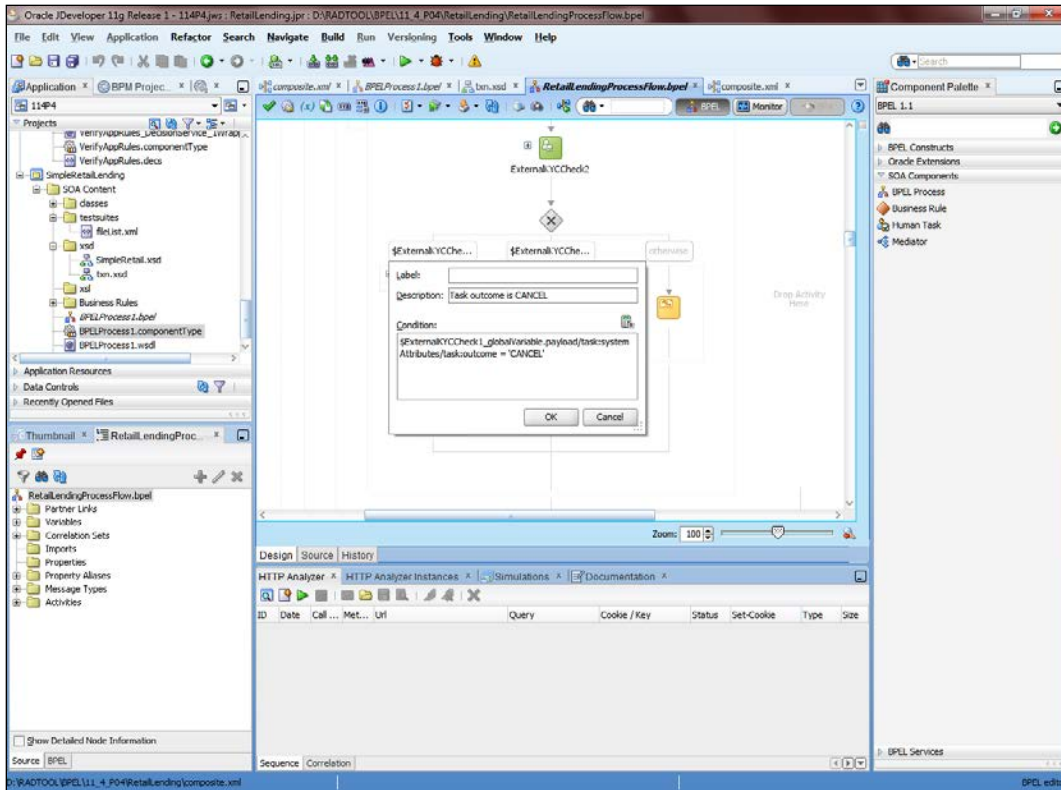 Oracle JDeveloper 11g Release 1 - 114P4.jws : RetailLending.jpr : D:\RADTOOL\BPEL\11_4_P04\RetailLending\RetailLendingProcessFlow.bpel
File Edit View Application Refactor Search Navigate Build Run Versioning Tools Window Help
Search
Application BPM Projec...
composite.xml BPELProcess1.bpel txn.xsd RetailLendingProcessFlow.bpel composite.xml
Component Palette
114P4
BPEL Monitor
BPEL 1.1
Projects
VerifyAppRules.componentType
VerifyAppRules.decs
SimpleRetailLending
SOA Content
classes
testsuites
fileList.xml
xsd
SimpleRetail.xsd
txn.xsd
xsl
Business Rules
BPELProcess1.bpel
BPELProcess1.componentType
BPELProcess1.wsdl
Application Resources
Data Controls
Recently Opened Files
ExternalKYCCheck2
$ExternalKYCChe... $ExternalKYCChe... otherwise
Label:
Description: Task outcome is CANCEL
Condition:
$ExternalKYCCheck1_globalVariable.payload/task:system
Attributes/task:outcome = 'CANCEL'
OK Cancel
Drop Activity
Here
Zoom: 100
Design Source History
BPEL Constructs
Oracle Extensions
SOA Components
BPEL Process
Business Rule
Human Task
Mediator
BPEL Services
Thumbnail RetailLendingProc...
RetailLendingProcessFlow.bpel
Partner Links
Variables
Correlation Sets
Imports
Properties
Property Aliases
Message Types
Activities
Show Detailed Node Information
Source BPEL
HTTP Analyzer HTTP Analyzer Instances Simulations Documentation
ID Date Call ... Met... Url Query Cookie / Key Status Set-Cookie Type Size
Sequence Correlation
D:\RADTOOL\BPEL\11_4_P04\RetailLending\composite.xml
BPEL edit